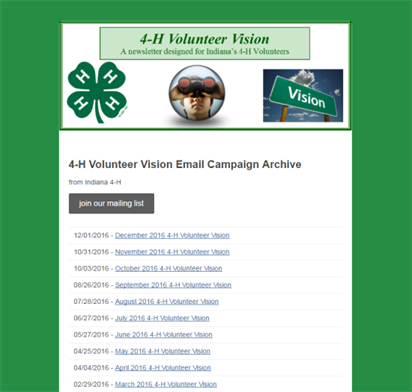 4-H Volunteer Vision
A newsletter designed for Indiana's 4-H Volunteers
H H
H H
Vision
4-H Volunteer Vision Email Campaign Archive
from Indiana 4-H
join our mailing list
12/01/2016 - December 2016 4-H Volunteer Vision
10/31/2016 - November 2016 4-H Volunteer Vision
10/03/2016 - October 2016 4-H Volunteer Vision
08/26/2016 - September 2016 4-H Volunteer Vision
07/28/2016 - August 2016 4-H Volunteer Vision
06/27/2016 - July 2016 4-H Volunteer Vision
05/27/2016 - June 2016 4-H Volunteer Vision
04/25/2016 - May 2016 4-H Volunteer Vision
04/04/2016 - April 2016 4-H Volunteer Vision
02/29/2016 - March 2016 4-H Volunteer Vision